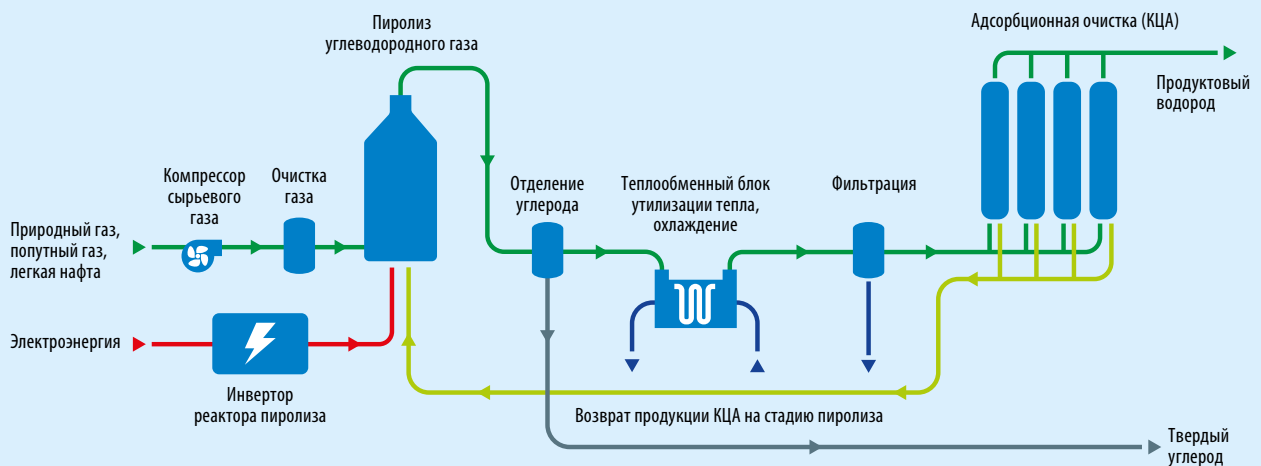 Пиролиз
углеводородного газа
Адсорбционная очистка (КЦА)
Продуктовый
водород
Компрессор
сырьевого
газа
Очистка
газа
Отделение
углерода
Теплообменный блок
утилизации тепла,
охлаждение
Фильтрация
Природный газ,
попутный газ,
легкая нафта
Электроэнергия
Инвертор
реактора пиролиза
Возврат продукции КЦА на стадию пиролиза
Твердый
углерод